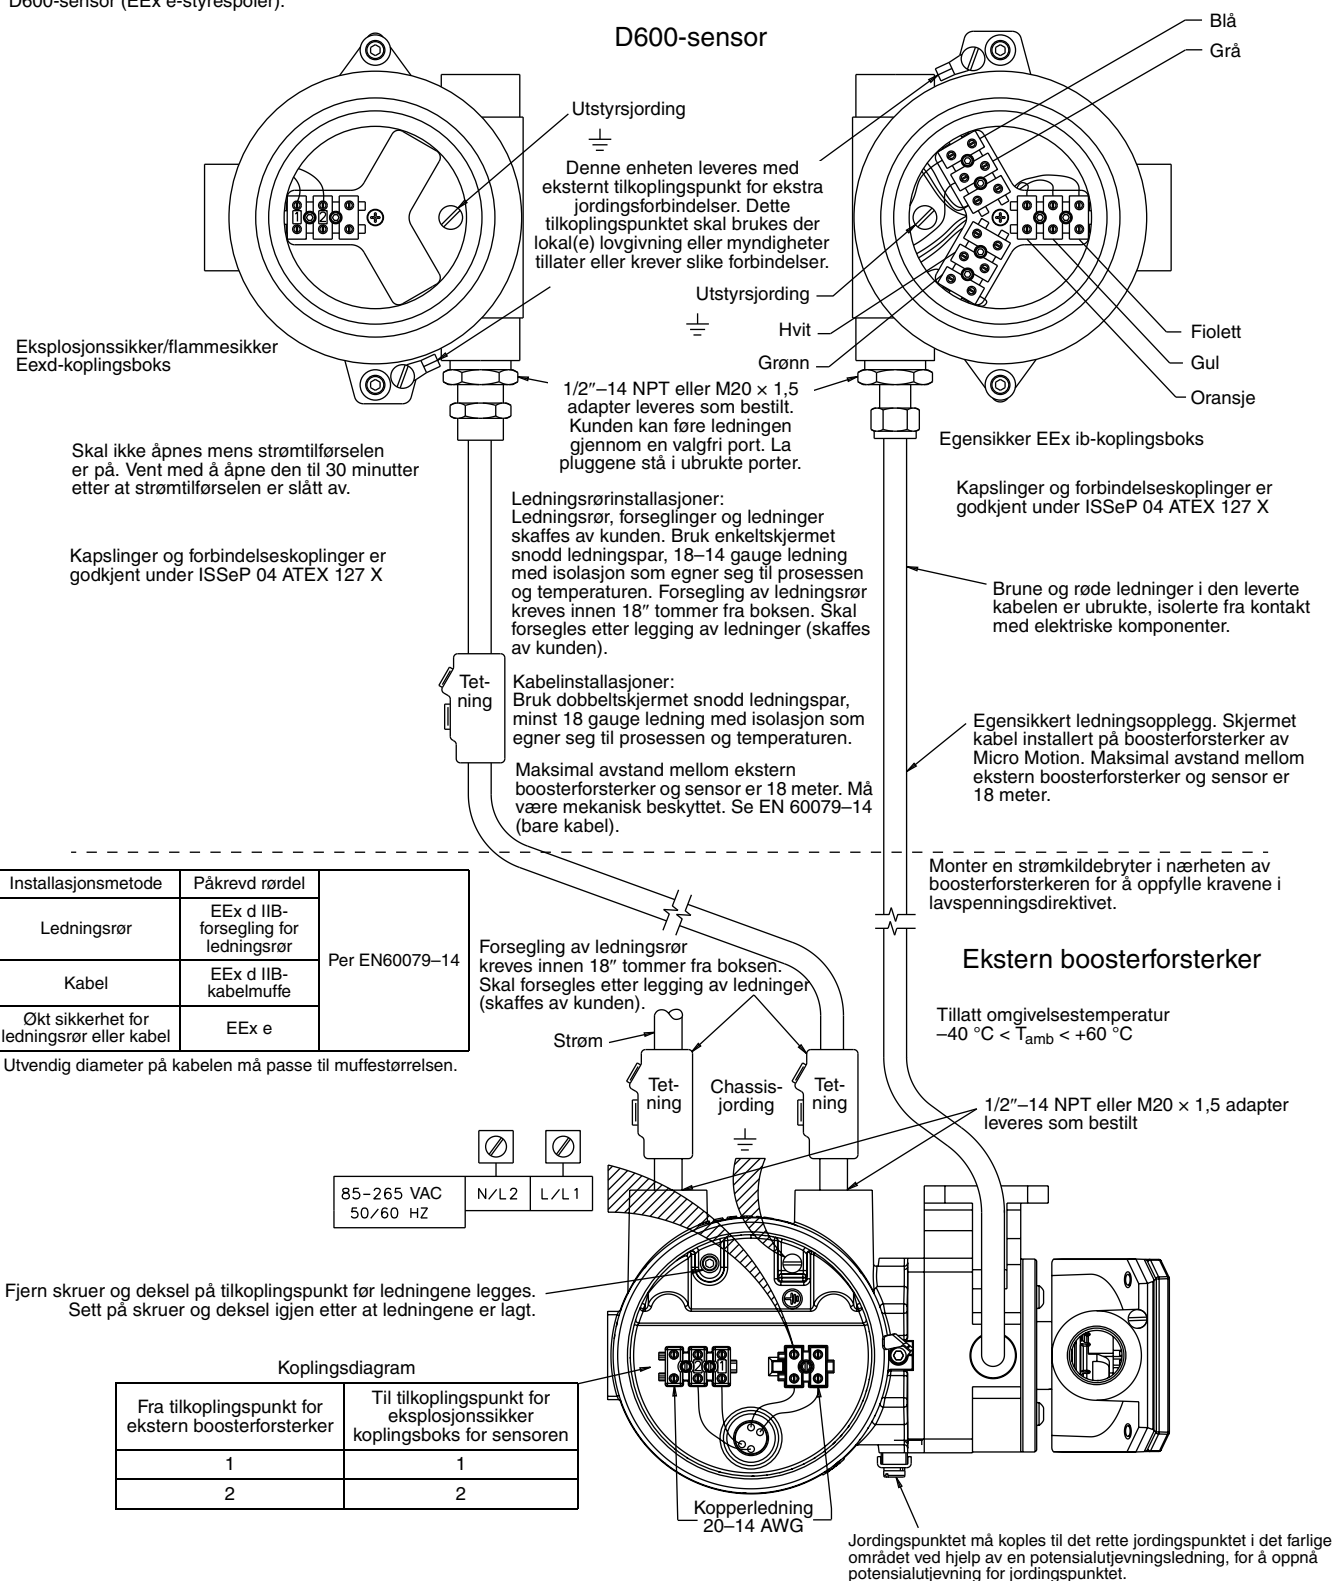 D600-sensor (EEx e-styrespoler).
D600-sensor
Blå
Grå
Utstyrsjording
Denne enheten leveres med
eksternt tilkoplingspunkt for ekstra
jordingsforbindelser. Dette
tilkoplingspunktet skal brukes der
lokal(e) lovgivning eller myndigheter
tillater eller krever slike forbindelser.
1
2
Utstyrsjording
Hvit
Grønn
Fiolett
Gul
Oransje
Eksplosjonssikker/flammesikker
Eexd-koplingsboks
1/2″–14 NPT eller M20 × 1,5
adapter leveres som bestilt.
Kunden kan føre ledningen
gjennom en valgfri port. La
pluggene stå i ubrukte porter.
Egensikker EEx ib-koplingsboks
Skal ikke åpnes mens strømtilførselen
er på. Vent med å åpne den til 30 minutter
etter at strømtilførselen er slått av.
Kapslinger og forbindelseskoplinger er
godkjent under ISSeP 04 ATEX 127 X
Kapslinger og forbindelseskoplinger er
godkjent under ISSeP 04 ATEX 127 X
Ledningsrørinstallasjoner:
Ledningsrør, forseglinger og ledninger
skaffes av kunden. Bruk enkeltskjermet
snodd ledningspar, 18–14 gauge ledning
med isolasjon som egner seg til prosessen
og temperaturen. Forsegling av ledningsrør
kreves innen 18″ tommer fra boksen. Skal
forsegles etter legging av ledninger (skaffes
av kunden).
Brune og røde ledninger i den leverte
kabelen er ubrukte, isolerte fra kontakt
med elektriske komponenter.
Tet-
ning
Kabelinstallasjoner:
Bruk dobbeltskjermet snodd ledningspar,
minst 18 gauge ledning med isolasjon som
egner seg til prosessen og temperaturen.
Maksimal avstand mellom ekstern
boosterforsterker og sensor er 18 meter. Må
være mekanisk beskyttet. Se EN 60079–14
(bare kabel).
Egensikkert ledningsopplegg. Skjermet
kabel installert på boosterforsterker av
Micro Motion. Maksimal avstand mellom
ekstern boosterforsterker og sensor er
18 meter.
Monter en strømkildebryter i nærheten av
boosterforsterkeren for å oppfylle kravene i
lavspenningsdirektivet.
Installasjonsmetode
Påkrevd rørdel
Ledningsrør
EEx d IIB-
forsegling for
ledningsrør
Per EN60079–14
Kabel
EEx d IIB-
kabelmuffe
Økt sikkerhet for
ledningsrør eller kabel
EEx e
Utvendig diameter på kabelen må passe til muffestørrelsen.
Forsegling av ledningsrør
kreves innen 18″ tommer fra boksen.
Skal forsegles etter legging av ledninger
(skaffes av kunden).
Ekstern boosterforsterker
Tillatt omgivelsestemperatur
–40 °C < Tamb < +60 °C
Strøm
Tet-
ning
Chassis-
jording
Tet-
ning
1/2″–14 NPT eller M20 × 1,5 adapter
leveres som bestilt
85-265 VAC
50/60 HZ
N/L2
L/L1
Fjern skruer og deksel på tilkoplingspunkt før ledningene legges.
Sett på skruer og deksel igjen etter at ledningene er lagt.
2
1
Koplingsdiagram
Fra tilkoplingspunkt for
ekstern boosterforsterker
Til tilkoplingspunkt for
eksplosjonssikker
koplingsboks for sensoren
1
1
2
2
Kopperledning
20–14 AWG
Jordingspunktet må koples til det rette jordingspunktet i det farlige
området ved hjelp av en potensialutjevningsledning, for å oppnå
potensialutjevning for jordingspunktet.